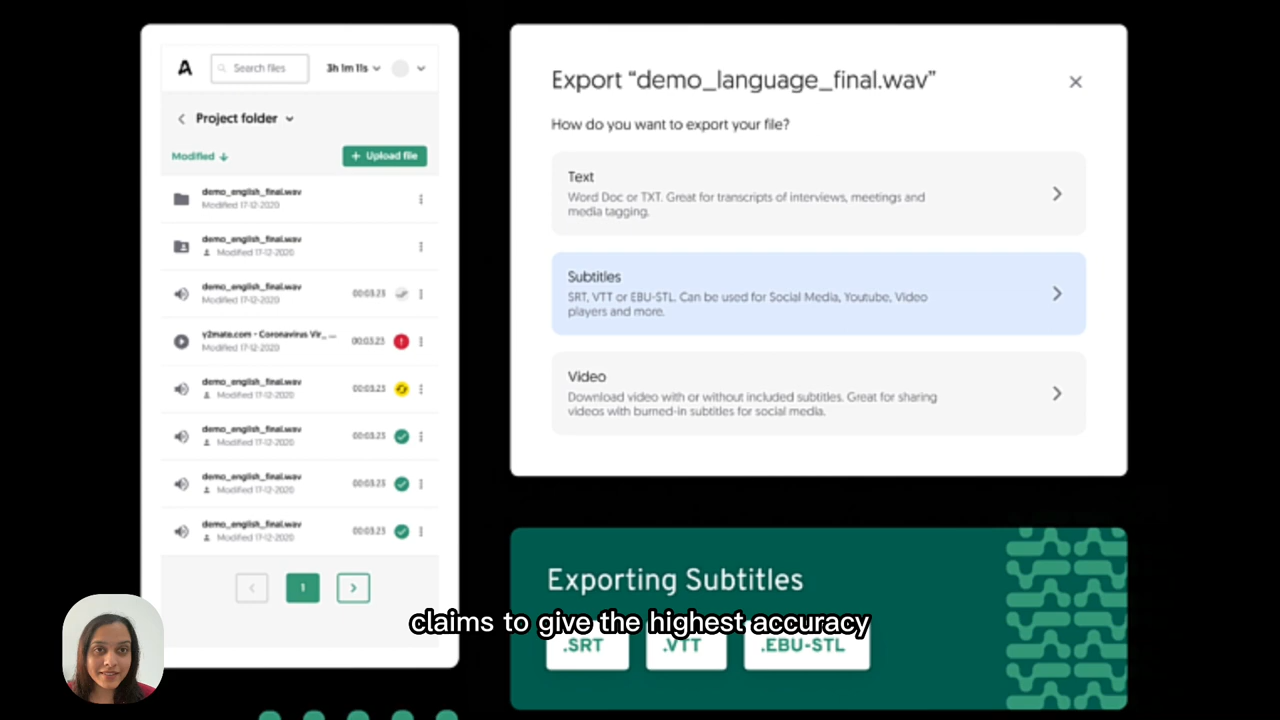 Search files
3h 1m 11s
Project folder
Modified
+ Upload file
demo_english_final.wav
Modified 17-12-2020
demo_english_final.wav
Modified 17-12-2020
demo_english_final.wav
Modified 17-12-2020
00:03:23
y2mate.com - Coronavirus Vir_ ...
Modified 17-12-2020
00:03:23
demo_english_final.wav
Modified 17-12-2020
00:03:23
demo_english_final.wav
Modified 17-12-2020
00:03:23
demo_english_final.wav
Modified 17-12-2020
00:03:23
demo_english_final.wav
Modified 17-12-2020
00:03:23
1
Export “demo_language_final.wav”
How do you want to export your file?
Text
Word Doc or TXT. Great for transcripts of interviews, meetings and
media tagging.
Subtitles
SRT, VTT or EBU-STL. Can be used for Social Media, Youtube, Video
players and more.
Video
Download video with or without included subtitles. Great for sharing
videos with burned-in subtitles for social media.
Exporting Subtitles
claims to give the highest accuracy
.SRT
.VTT
.EBU-STL